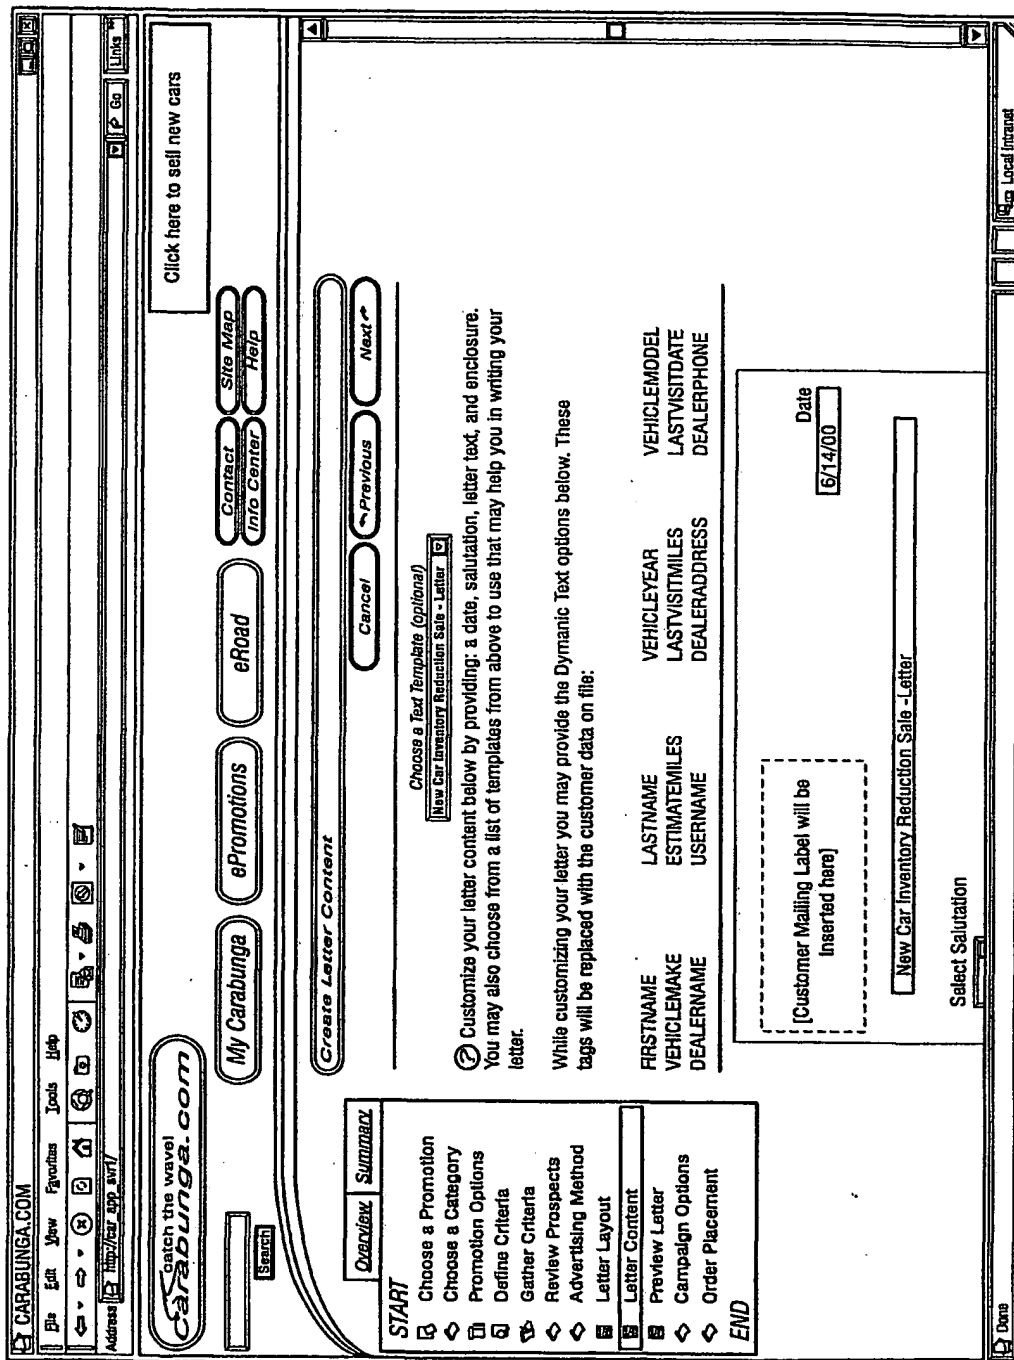 CARABUNGA.COM
File Edit View Favorites Tools Help
Address http://car_app_svr1/ Go Links
catch the wave!
Carabunga.com
Click here to sell new cars
Search
My Carabunga
ePromotions
eRoad
Contact
Site Map
Info Center
Help
Overview Summary
START
Choose a Promotion
Choose a Category
Promotion Options
Define Criteria
Gather Criteria
Review Prospects
Advertising Method
Letter Layout
Letter Content
Preview Letter
Campaign Options
Order Placement
END
Create Letter Content
Cancel Previous Next
Choose a Text Template (optional)
New Car Inventory Reduction Sale - Letter
? Customize your letter content below by providing: a date, salutation, letter text, and enclosure.
You may also choose from a list of templates from above to use that may help you in writing your
letter.
While customizing your letter you may provide the Dymanic Text options below. These
tags will be replaced with the customer data on file:
FIRSTNAME LASTNAME VEHICLEYEAR VEHICLEMODEL
VEHICLEMAKE ESTIMATEMILES LASTVISITMILES LASTVISITDATE
DEALERNAME USERNAME DEALERADDRESS DEALERPHONE
Date
6/14/00
[Customer Mailing Label will be
Inserted here]
New Car Inventory Reduction Sale -Letter
Select Salutation
Done Local intranet